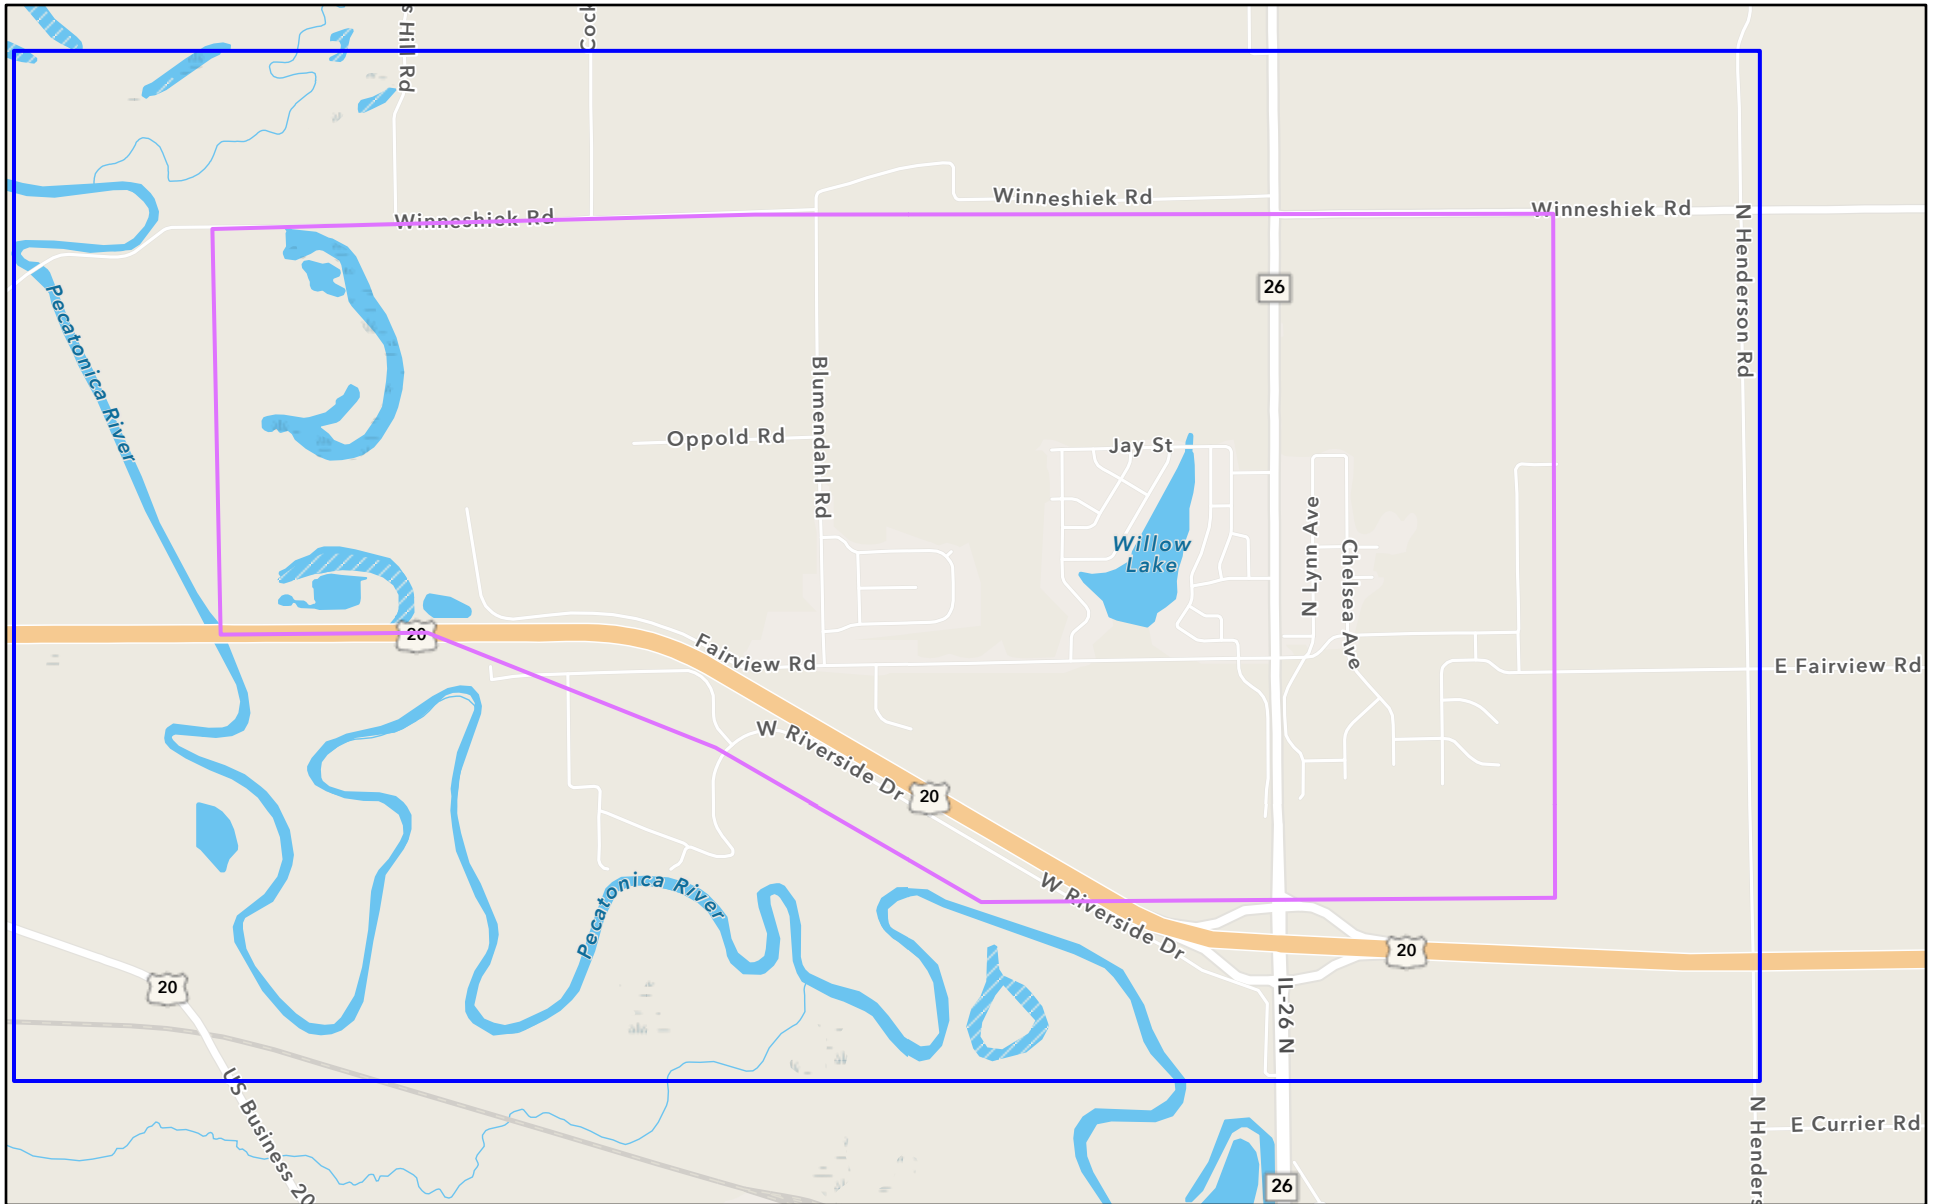 s Hill Rd
Winneshiek Rd
Winneshiek Rd
Winneshiek Rd
N Henderson Rd
26
Pecatonica River
Blumendahl Rd
Oppold Rd
Jay St
Willow
Lake
N Lynn Ave
Chelsea Ave
20
Fairview Rd
E Fairview Rd
W Riverside Dr
20
Pecatonica River
W Riverside Dr
20
20
IL-26 N
US Business 20
N Henders
E Currier Rd
26